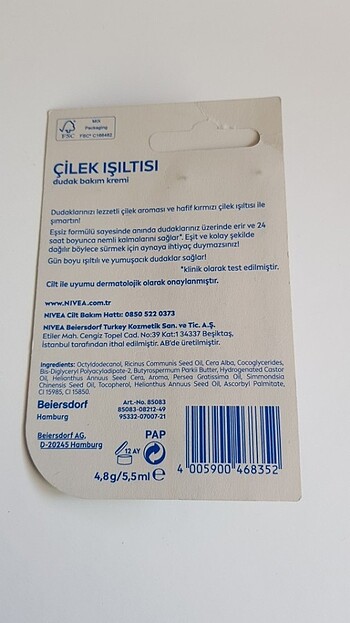 MIX
Packaging
FSC
FSC® C188452
ÇİLEK IŞILTISI
dudak bakım kremi
Dudaklarınızı lezzetli çilek aroması ve hafif kırmızı çilek ışıltısı ile
şımartın!
Eşsiz formülü sayesinde anında dudaklarınız üzerinde erir ve 24
saat boyunca nemli kalmalarını sağlar*. Eşit ve kolay şekilde
dağılır böylece sürmek için aynaya ihtiyaç duymazsınız!
Gün boyu ışıltılı ve yumuşacık dudaklar sağlar!
*klinik olarak test edilmiştir.
Cilt ile uyumu dermatolojik olarak onaylanmıştır.
www.NIVEA.com.tr
NIVEA Cilt Bakım Hattı: 0850 522 0373
NIVEA Beiersdorf Turkey Kozmetik San. ve Tic. A.Ş.
Etiler Mah. Cengiz Topel Cad. No:39 Kat:1 34337 Beşiktaş,
İstanbul tarafından ithal edilmiştir. AB'de üretilmiştir.
Ingredients: Octyldodecanol, Ricinus Communis Seed Oil, Cera Alba, Cocoglycerides,
Bis-Diglyceryl Polyacyladipate-2, Butyrospermum Parkii Butter, Hydrogenated Castor
Oil, Helianthus Annuus Seed Cera, Aroma, Persea Gratissima Oil, Simmondsia
Chinensis Seed Oil, Tocopherol, Helianthus Annuus Seed Oil, Ascorbyl Palmitate,
CI 15985, CI 15850.
Beiersdorf
Hamburg
Art.-No. 85083
85083-08212-49
95332-07007-21
Beiersdorf AG,
D-20245 Hamburg
12 AY
PAP
4,8g/5,5ml e
4 005900 468352